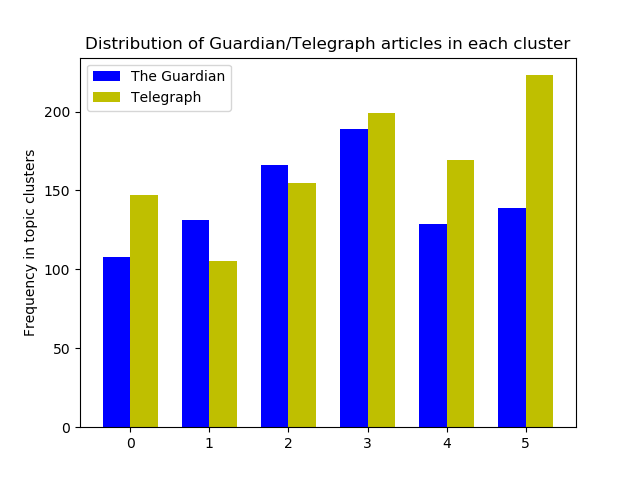 Distribution of Guardian/Telegraph articles in each cluster
The Guardian
Telegraph
Frequency in topic clusters
200
150
100
50
0
0 1 2 3 4 5